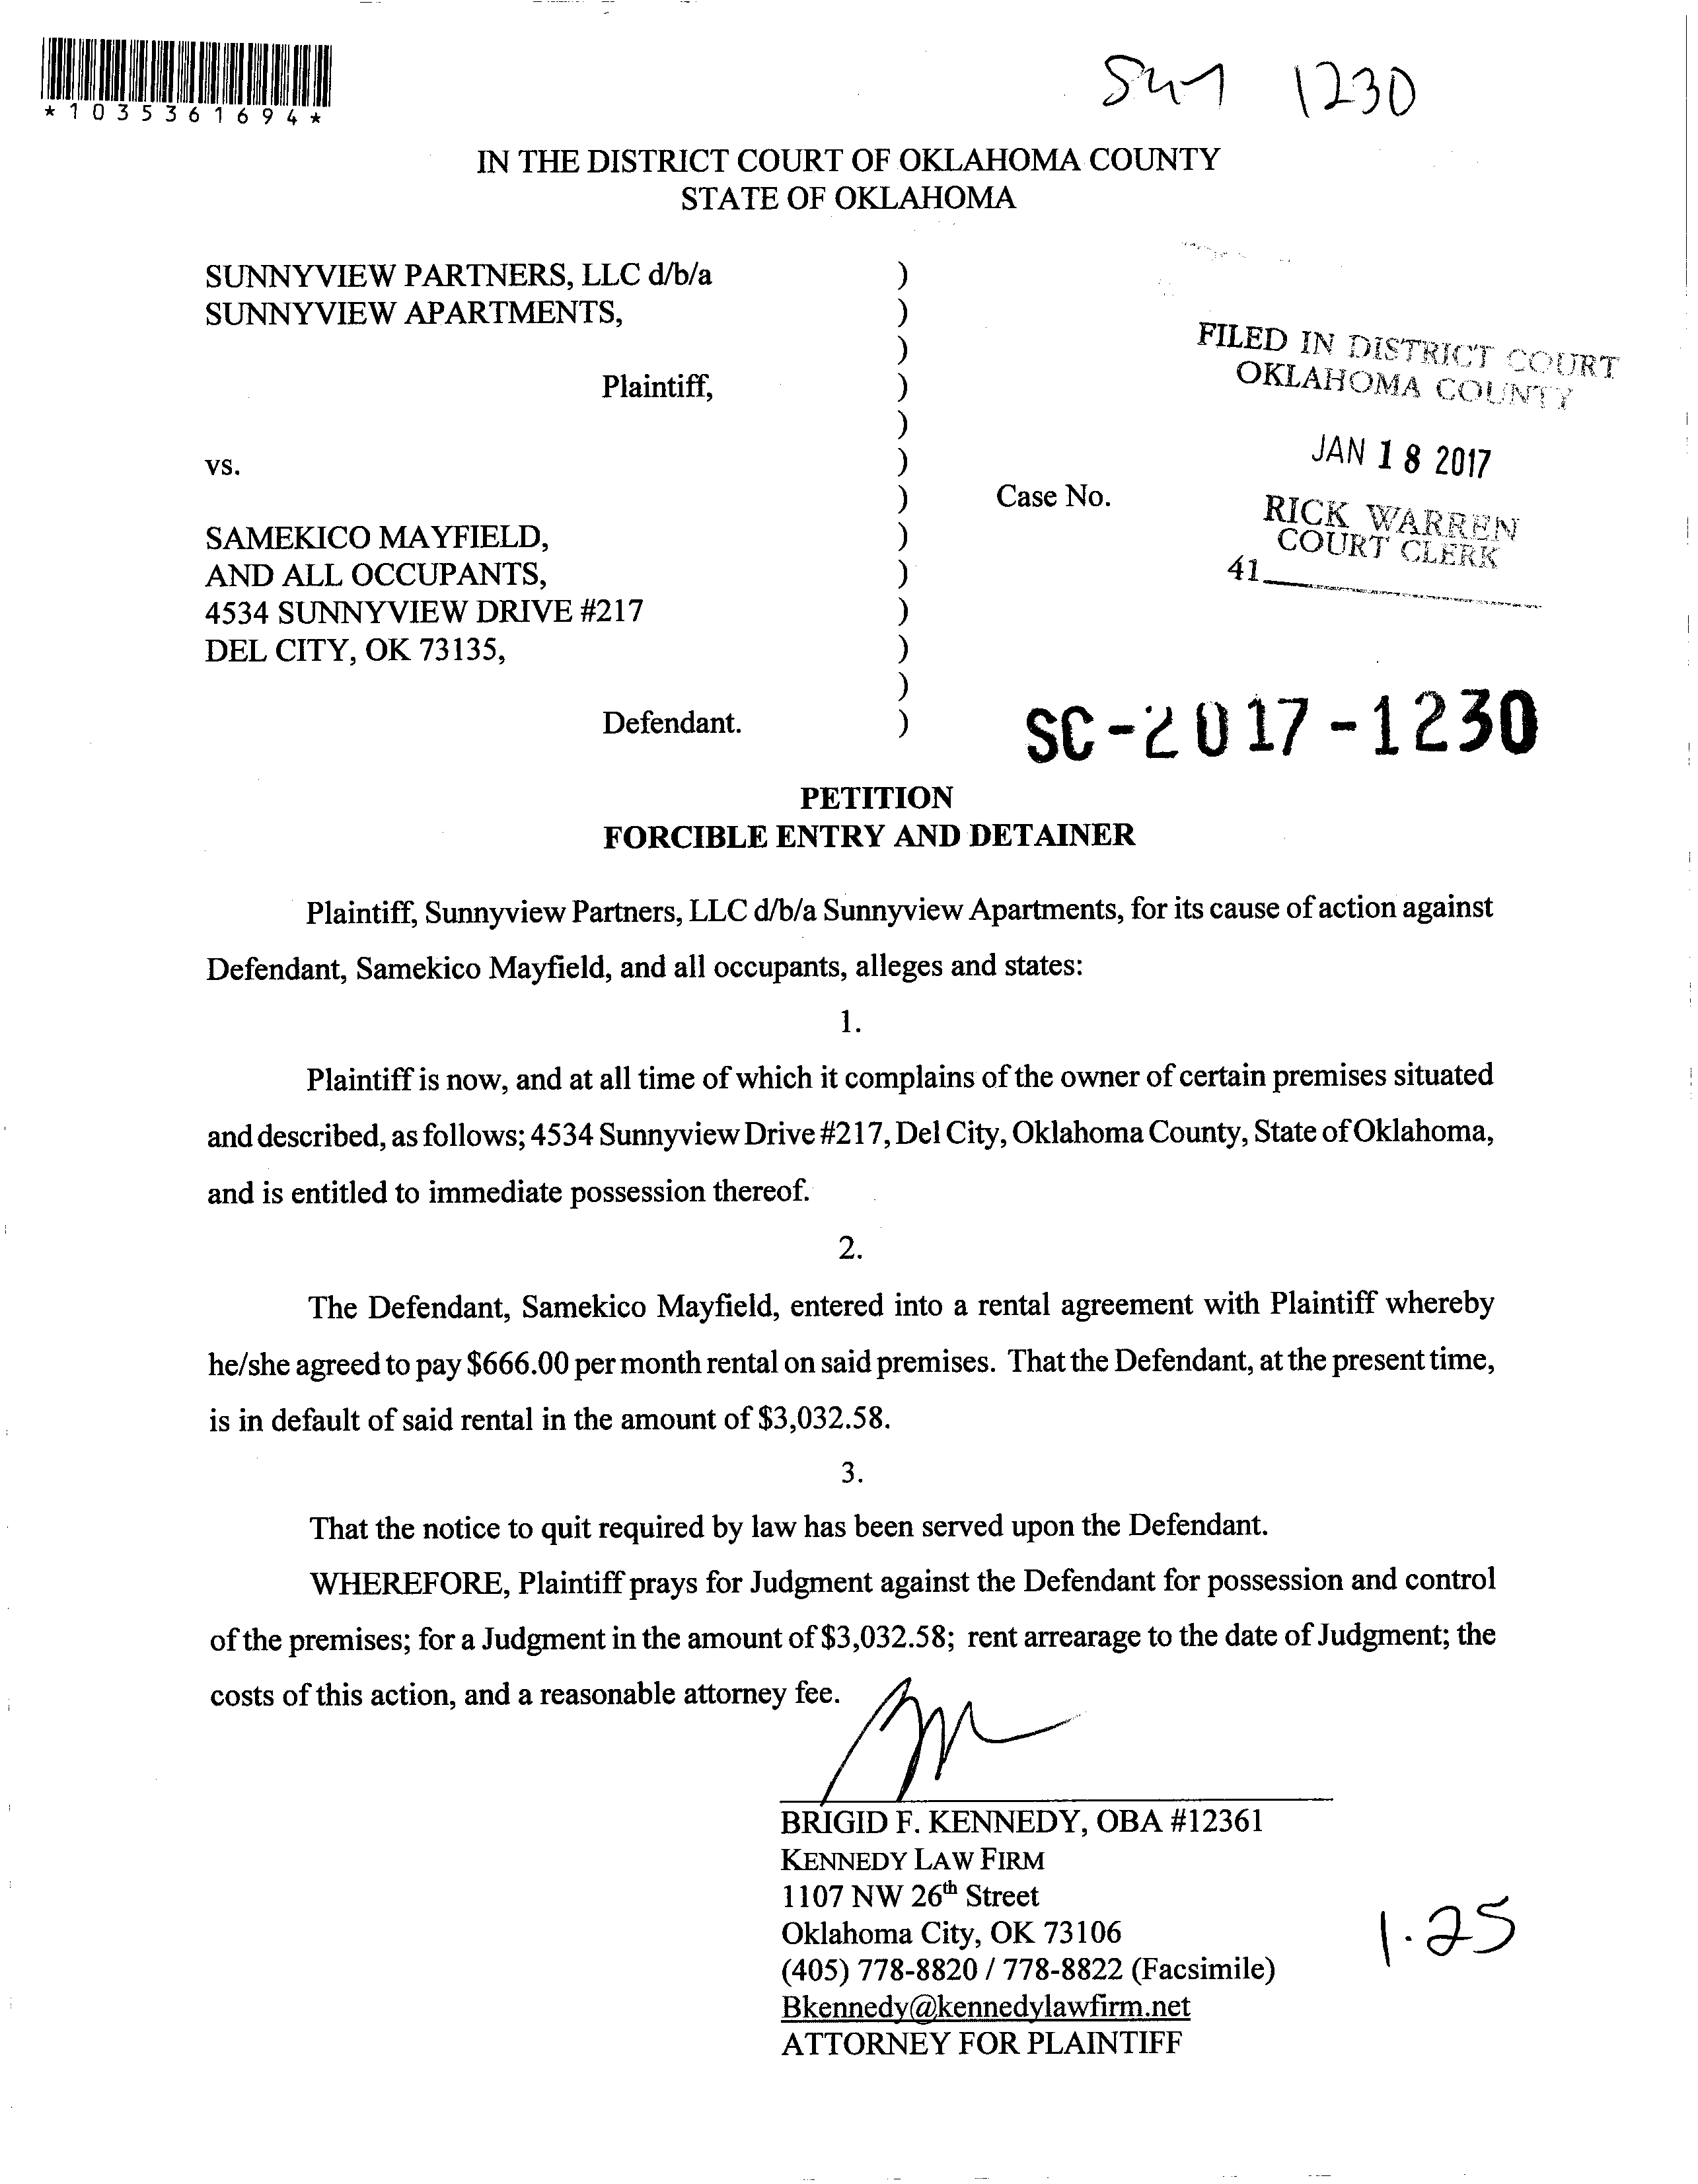 *1035361694*
1230
IN THE DISTRICT COURT OF OKLAHOMA COUNTY
STATE OF OKLAHOMA
SUNNYVIEW PARTNERS, LLC d/b/a )
SUNNYVIEW APARTMENTS, )
)
Plaintiff, )
)
vs. )
) Case No.
SAMEKICO MAYFIELD, )
AND ALL OCCUPANTS, )
4534 SUNNYVIEW DRIVE #217 )
DEL CITY, OK 73135, )
)
Defendant. )
FILED IN DISTRICT COURT
OKLAHOMA COUNTY
JAN 18 2017
RICK WARREN
COURT CLERK
41
SC-2017-1230
PETITION
FORCIBLE ENTRY AND DETAINER
Plaintiff, Sunnyview Partners, LLC d/b/a Sunnyview Apartments, for its cause of action against
Defendant, Samekico Mayfield, and all occupants, alleges and states:
1.
Plaintiff is now, and at all time of which it complains of the owner of certain premises situated
and described, as follows; 4534 Sunnyview Drive #217, Del City, Oklahoma County, State of Oklahoma,
and is entitled to immediate possession thereof.
2.
The Defendant, Samekico Mayfield, entered into a rental agreement with Plaintiff whereby
he/she agreed to pay $666.00 per month rental on said premises. That the Defendant, at the present time,
is in default of said rental in the amount of $3,032.58.
3.
That the notice to quit required by law has been served upon the Defendant.
WHEREFORE, Plaintiff prays for Judgment against the Defendant for possession and control
of the premises; for a Judgment in the amount of $3,032.58; rent arrearage to the date of Judgment; the
costs of this action, and a reasonable attorney fee.
BRIGID F. KENNEDY, OBA #12361
KENNEDY LAW FIRM
1107 NW 26th Street
Oklahoma City, OK 73106
(405) 778-8820 / 778-8822 (Facsimile)
Bkennedy@kennedylawfirm.net
ATTORNEY FOR PLAINTIFF
1.25